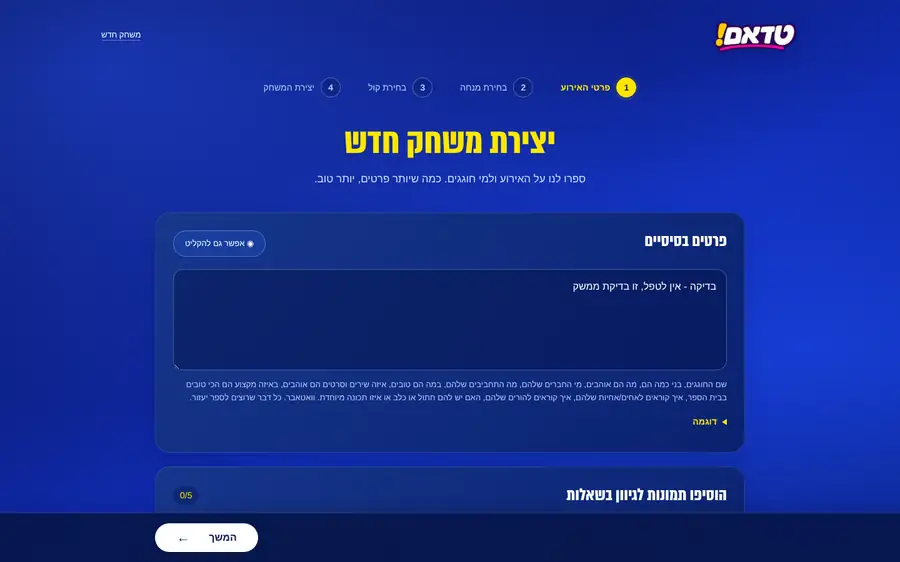 טדאם!
משחק חדש
1 פרטי האירוע
2 בחירת מנחה
3 בחירת קול
4 יצירת המשחק
יצירת משחק חדש
ספרו לנו על האירוע ולמי חוגגים. כמה שיותר פרטים, יותר טוב.
פרטים בסיסיים
◉ אפשר גם להקליט
בדיקה - אין לטפל, זו בדיקת ממשק
שם החוגגים, בני כמה הם, מה הם אוהבים, מי החברים שלהם, מה התחביבים שלהם, במה הם טובים, איזה שירים וסרטים הם אוהבים, באיזה מקצוע הם הכי טובים
בבית הספר, איך קוראים לאחים/אחיות שלהם, איך קוראים להורים שלהם, האם יש להם חתול או כלב או איזו תכונה מיוחדת. וואטאבר. כל דבר שרוצים לספר יעזור.
דוגמה
הוסיפו תמונות לגיוון בשאלות
0/5
המשך ←